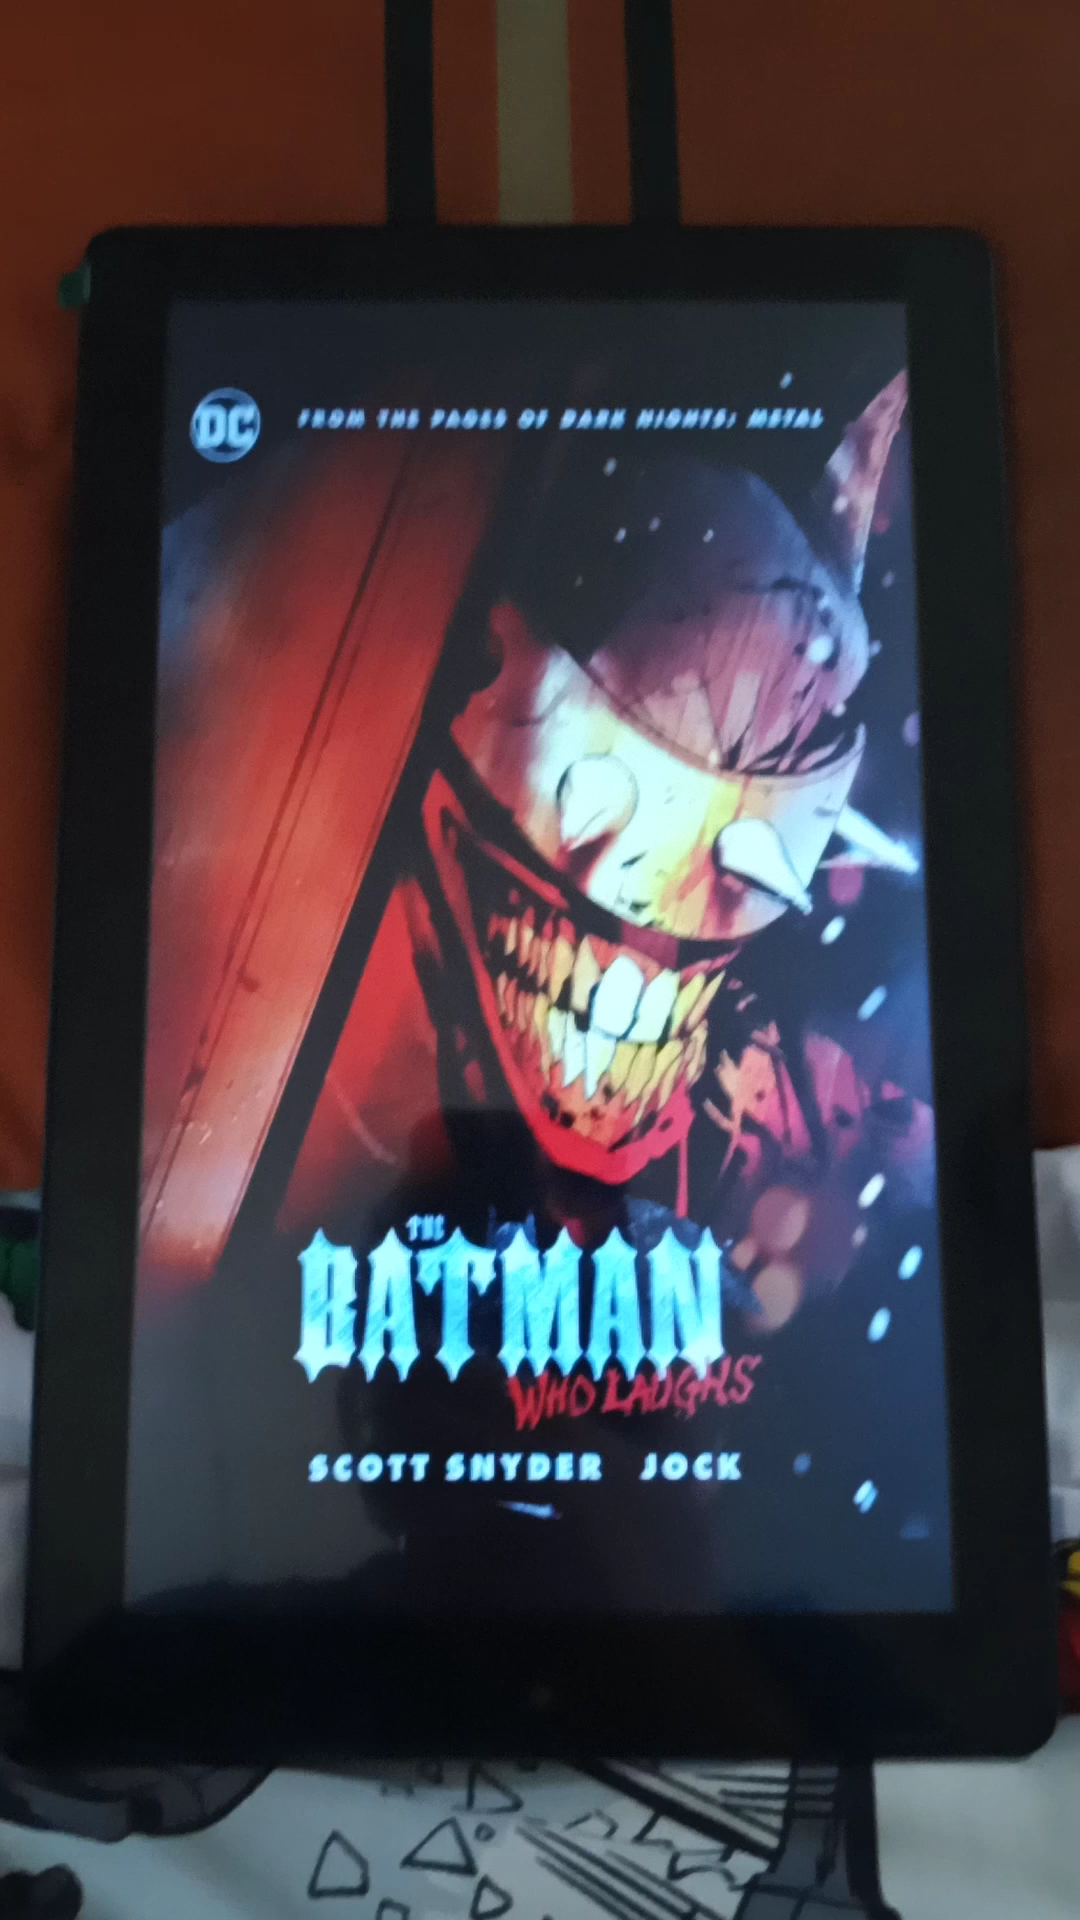 DC
FROM THE PAGES OF DARK NIGHTS: METAL
THE
BATMAN
WHO LAUGHS
SCOTT SNYDER JOCK